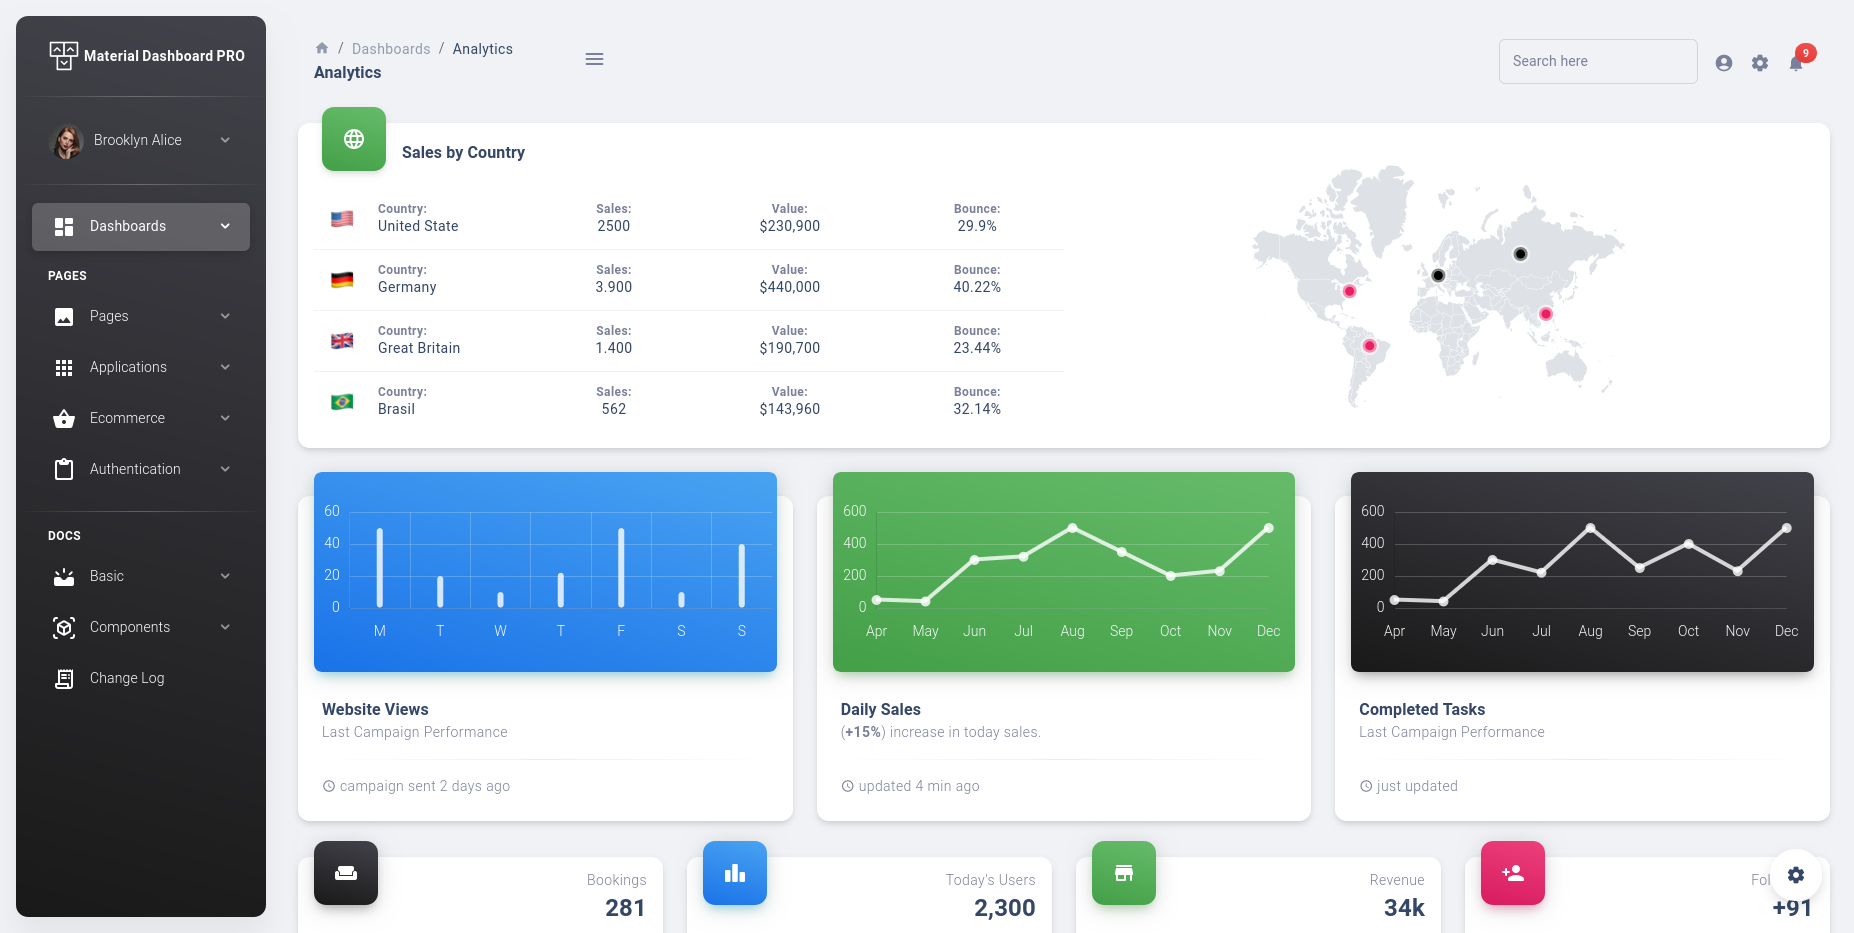 Material Dashboard PRO
Brooklyn Alice
Dashboards
PAGES
Pages
Applications
Ecommerce
Authentication
DOCS
Basic
Components
Change Log
/ Dashboards / Analytics
Analytics
Search here
9
Sales by Country
Country: Sales: Value: Bounce:
United State 2500 $230,900 29.9%
Country: Sales: Value: Bounce:
Germany 3.900 $440,000 40.22%
Country: Sales: Value: Bounce:
Great Britain 1.400 $190,700 23.44%
Country: Sales: Value: Bounce:
Brasil 562 $143,960 32.14%
60
40
20
0
M T W T F S S
Website Views
Last Campaign Performance
campaign sent 2 days ago
600
400
200
0
Apr May Jun Jul Aug Sep Oct Nov Dec
Daily Sales
(+15%) increase in today sales.
updated 4 min ago
600
400
200
0
Apr May Jun Jul Aug Sep Oct Nov Dec
Completed Tasks
Last Campaign Performance
just updated
Bookings
281
Today's Users
2,300
Revenue
34k
+91